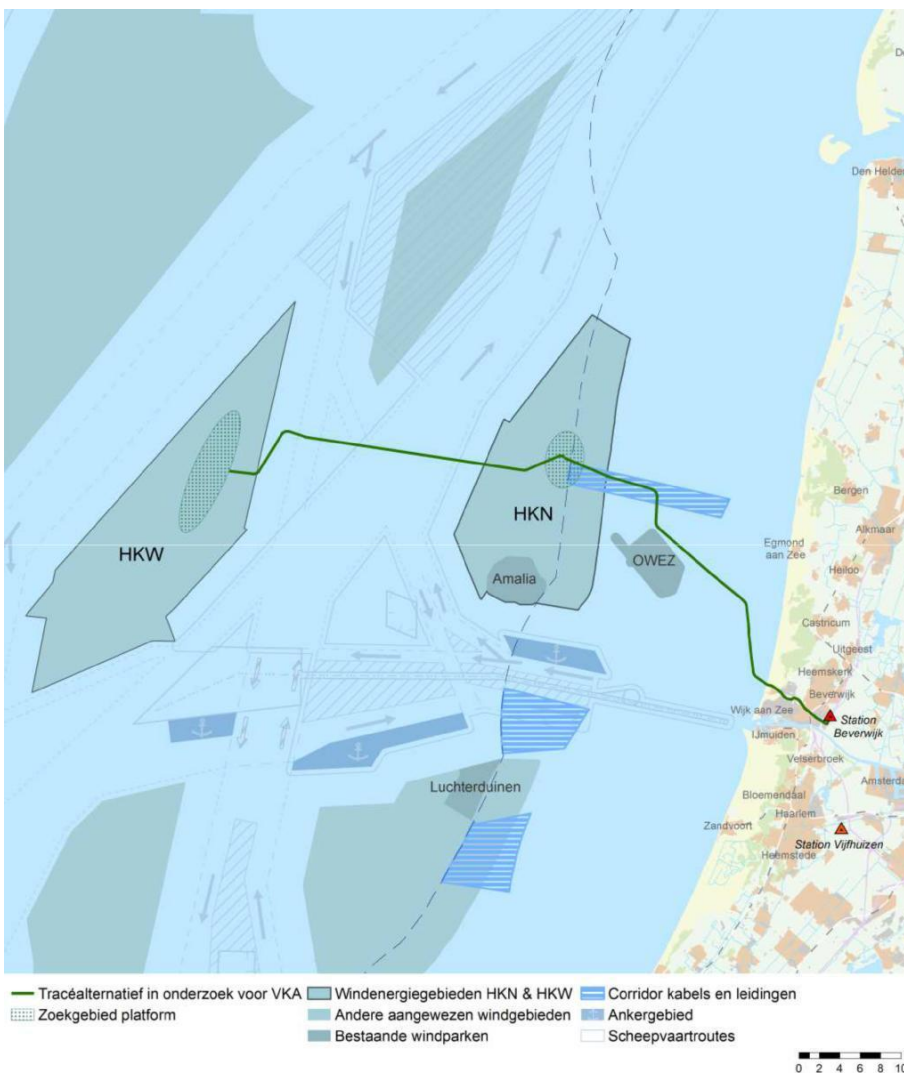 Den Helder
HKW
HKN
Amalia
OWEZ
Bergen
Alkmaar
Egmond
aan Zee
Heiloo
Castricum
Uitgeest
Heemskerk
Beverwijk
Wijk aan Zee
Station
Beverwijk
IJmuiden
Velserbroek
Luchterduinen
Bloemendaal
Amsterda
Haarlem
Zandvoort
Station Vijfhuizen
Heemstede
Tracéalternatief in onderzoek voor VKA
Zoekgebied platform
Windenergiegebieden HKN & HKW
Andere aangewezen windgebieden
Bestaande windparken
Corridor kabels en leidingen
Ankergebied
Scheepvaartroutes
0 2 4 6 8 10